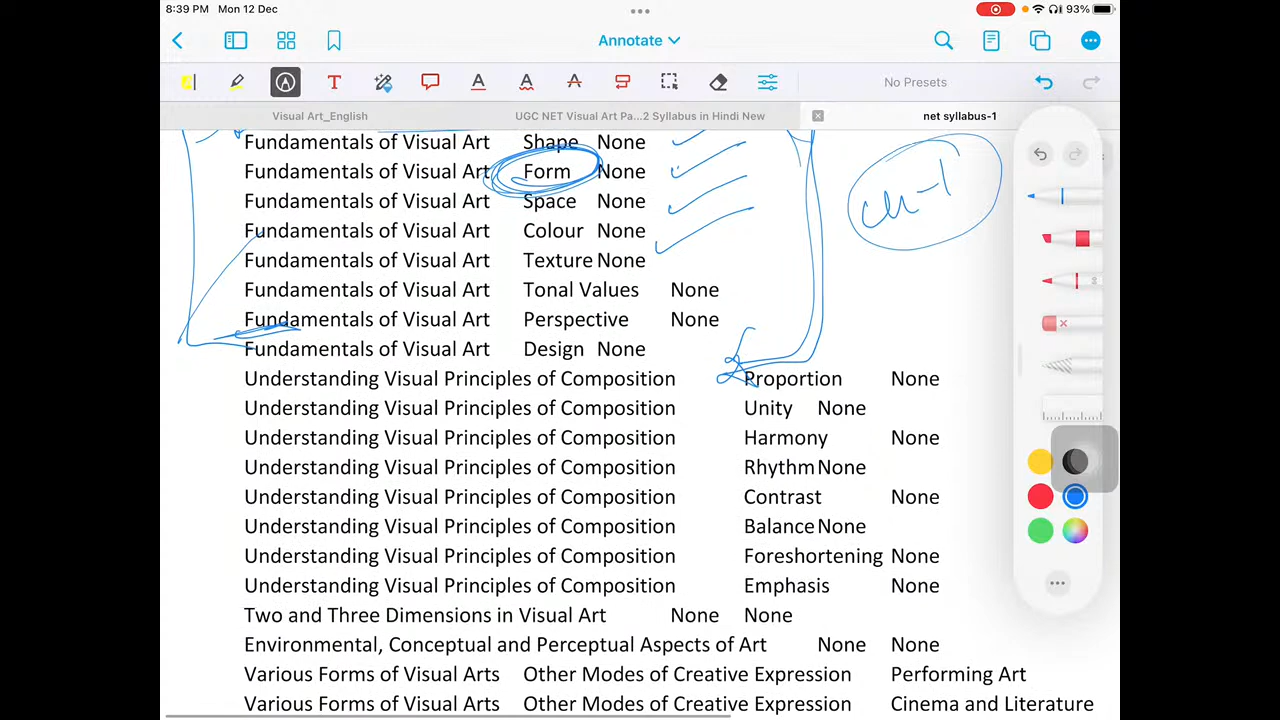 8:39 PM Mon 12 Dec
93%
Annotate
T
A A A
No Presets
Visual Art_English
UGC NET Visual Art Pa...2 Syllabus in Hindi New
net syllabus-1
Fundamentals of Visual Art Shape None
Fundamentals of Visual Art Form None
Fundamentals of Visual Art Space None
Fundamentals of Visual Art Colour None
Fundamentals of Visual Art Texture None
Fundamentals of Visual Art Tonal Values None
Fundamentals of Visual Art Perspective None
Fundamentals of Visual Art Design None
Understanding Visual Principles of Composition Proportion None
Understanding Visual Principles of Composition Unity None
Understanding Visual Principles of Composition Harmony None
Understanding Visual Principles of Composition Rhythm None
Understanding Visual Principles of Composition Contrast None
Understanding Visual Principles of Composition Balance None
Understanding Visual Principles of Composition Foreshortening None
Understanding Visual Principles of Composition Emphasis None
Two and Three Dimensions in Visual Art None None
Environmental, Conceptual and Perceptual Aspects of Art None None
Various Forms of Visual Arts Other Modes of Creative Expression Performing Art
Various Forms of Visual Arts Other Modes of Creative Expression Cinema and Literature